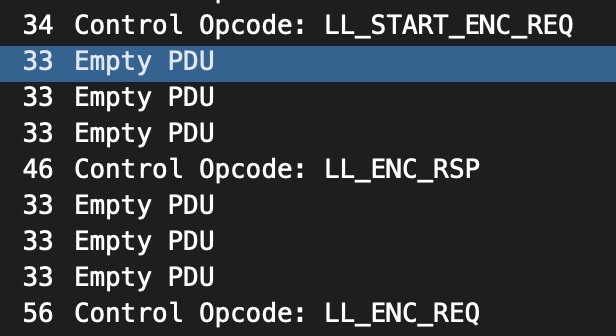 34 Control Opcode: LL_START_ENC_REQ
33 Empty PDU
33 Empty PDU
33 Empty PDU
46 Control Opcode: LL_ENC_RSP
33 Empty PDU
33 Empty PDU
33 Empty PDU
56 Control Opcode: LL_ENC_REQ